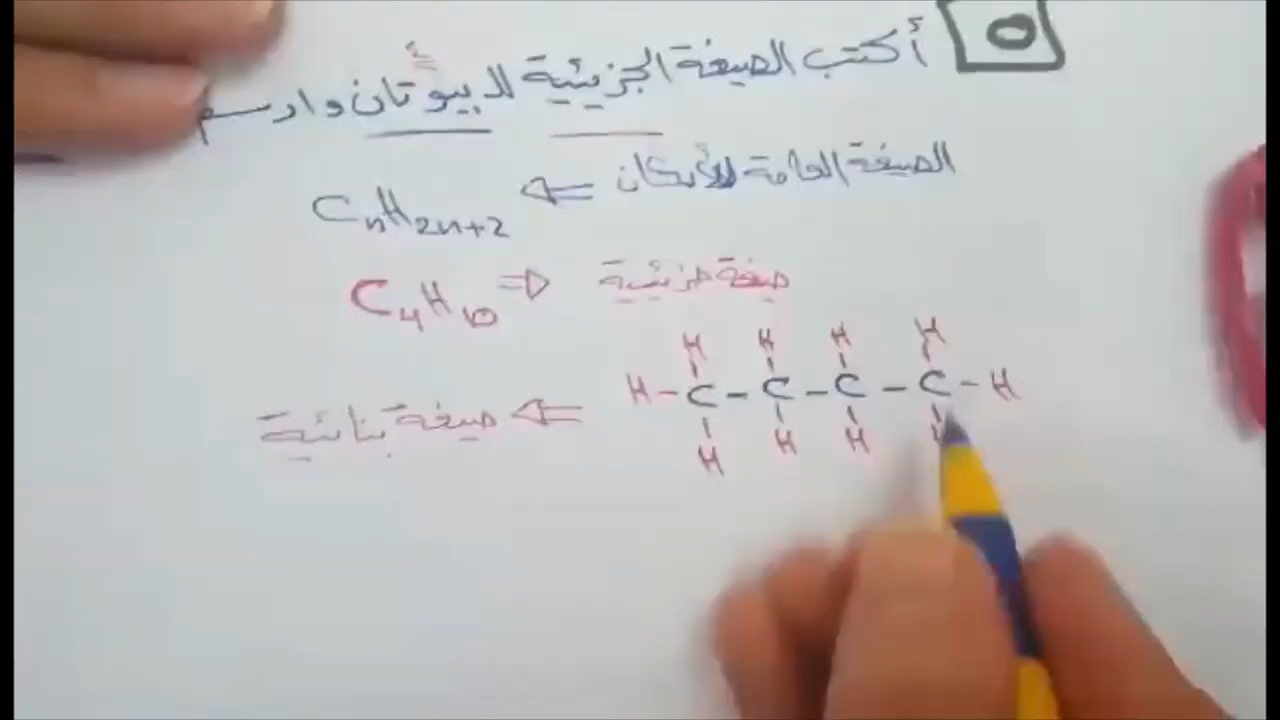 ٥ أكتب الصيغة الجزيئية للبيوتان وارسم
الصيغة العامة للألكان ⇐ CnH2n+2
C4H10 ⇒ صيغة جزيئية
H H H H
H-C-C-C-C-H ⇐ صيغة بنائية
H H H H